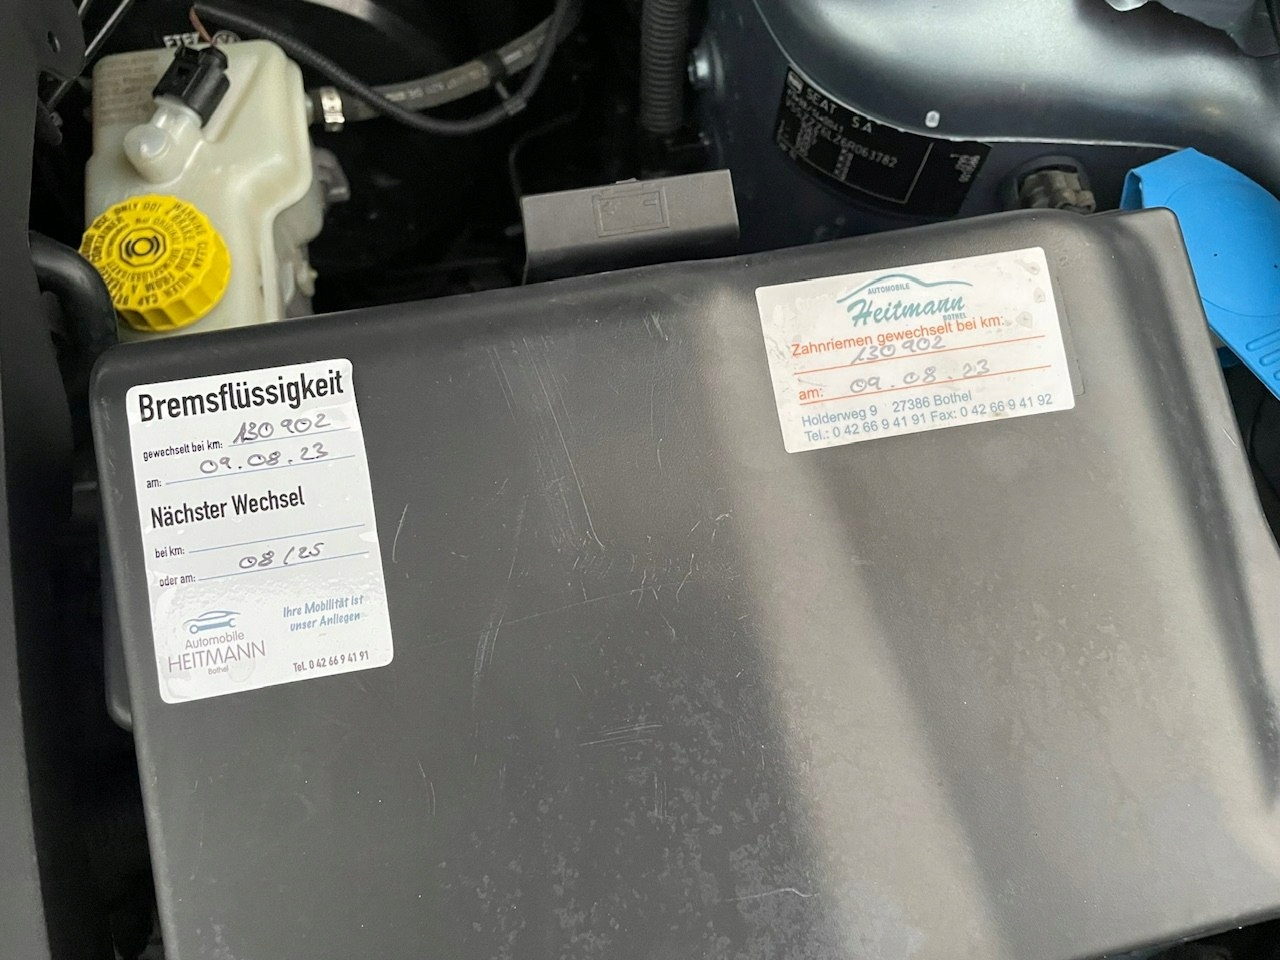 SEAT S.A
Bremsflüssigkeit
gewechselt bei km: 130 902
am: 09.08.23
Nächster Wechsel
bei km:
oder am: 08/25
Automobile
HEITMANN
Bothel
Ihre Mobilität ist
unser Anliegen
Tel. 0 42 66 9 41 91
AUTOMOBILE
Heitmann
BOTHEL
Zahnriemen gewechselt bei km:
130 902
am: 09.08.23
Holderweg 9 27386 Bothel
Tel.: 0 42 66 9 41 91 Fax: 0 42 66 9 41 92